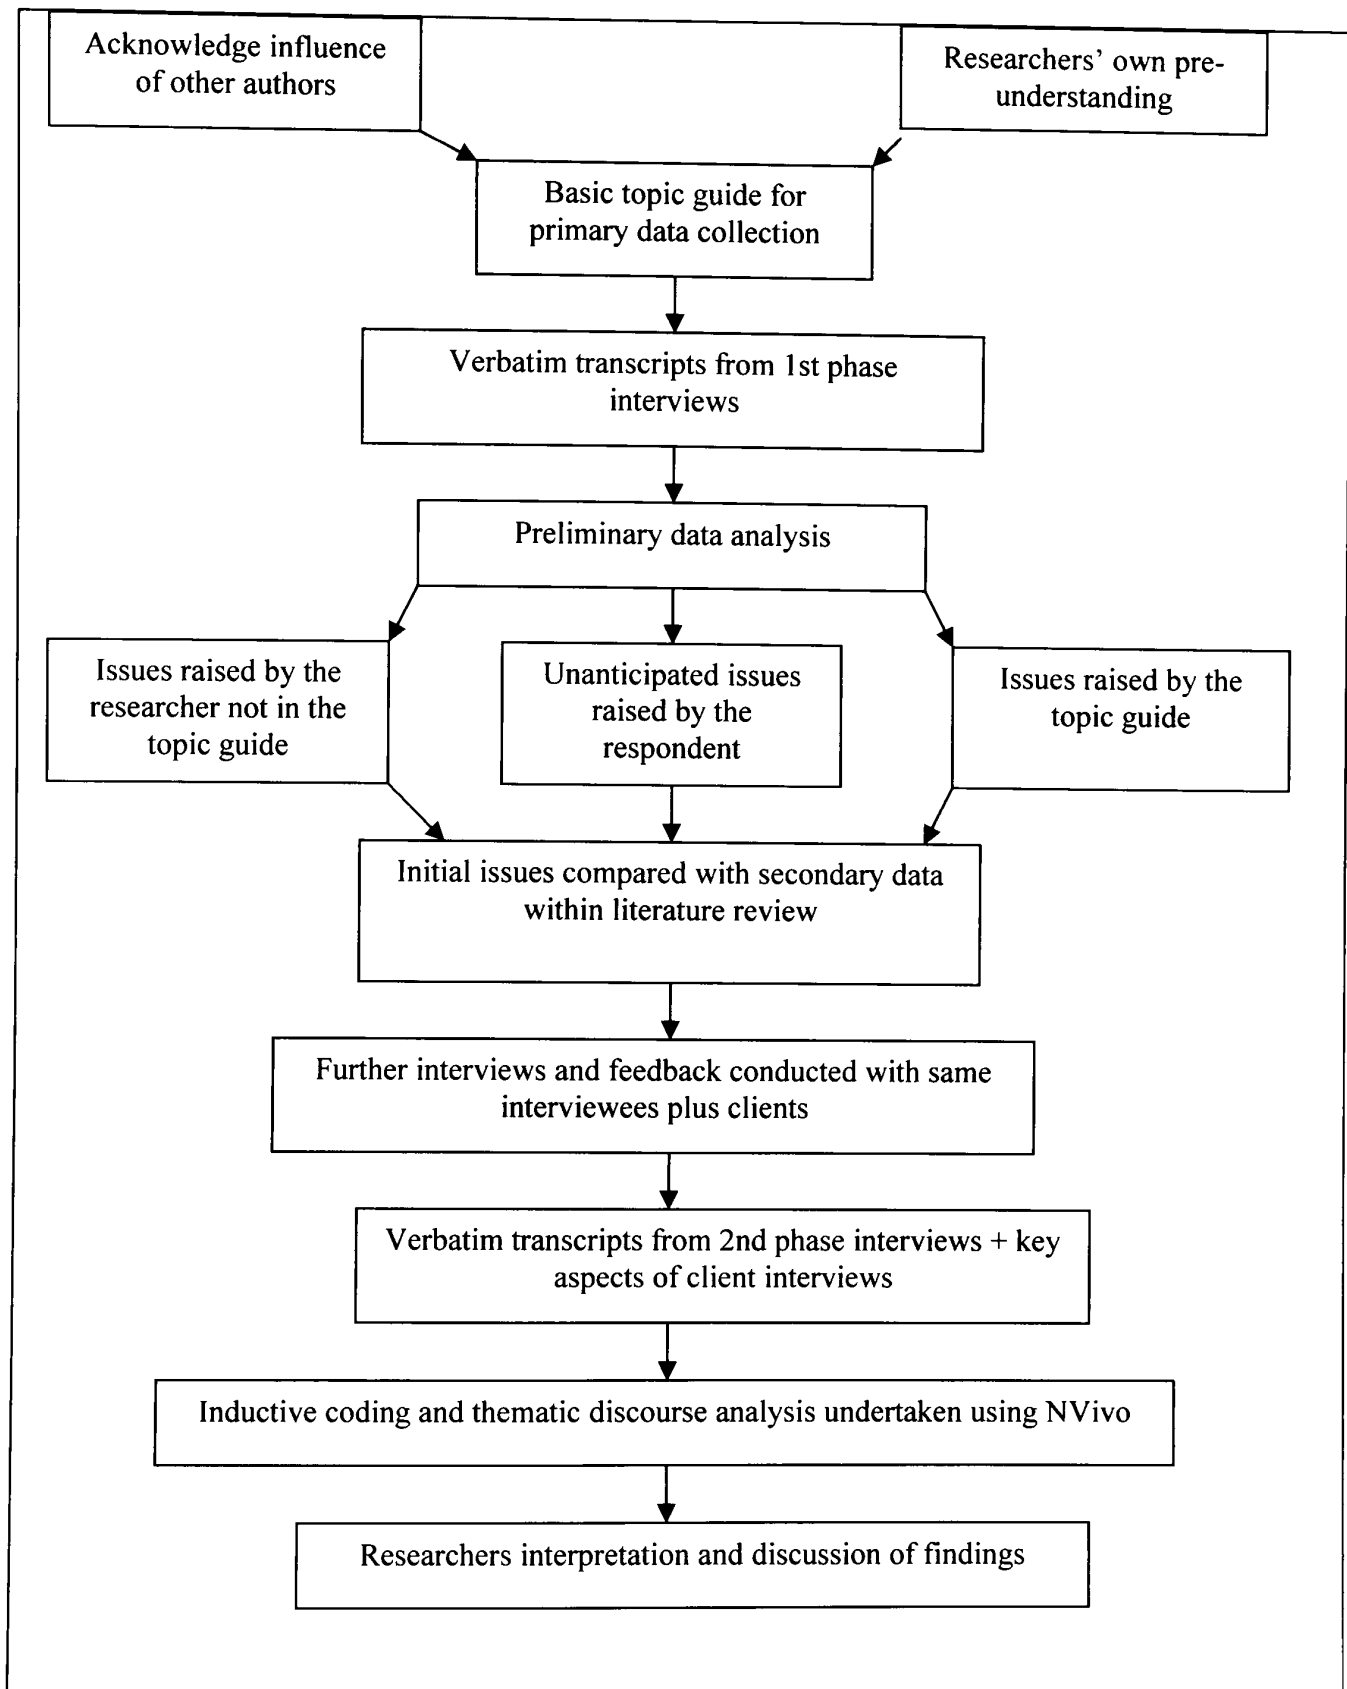 Acknowledge influence
of other authors
Researchers' own pre-
understanding
Basic topic guide for
primary data collection
Verbatim transcripts from 1st phase
interviews
Preliminary data analysis
Issues raised by the
researcher not in the
topic guide
Unanticipated issues
raised by the
respondent
Issues raised by the
topic guide
Initial issues compared with secondary data
within literature review
Further interviews and feedback conducted with same
interviewees plus clients
Verbatim transcripts from 2nd phase interviews + key
aspects of client interviews
Inductive coding and thematic discourse analysis undertaken using NVivo
Researchers interpretation and discussion of findings